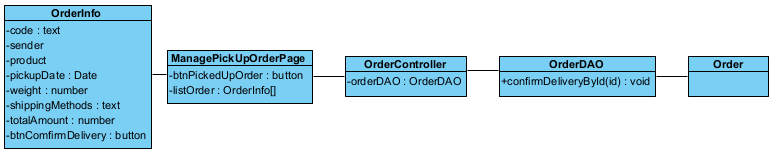 OrderInfo
-code : text
-sender
-product
-pickupDate : Date
-weight : number
-shippingMethods : text
-totalAmount : number
-btnComfirmDelivery : button
ManagePickUpOrderPage
-btnPickedUpOrder : button
-listOrder : OrderInfo[]
OrderController
-orderDAO : OrderDAO
OrderDAO
+confirmDeliveryById(id) : void
Order